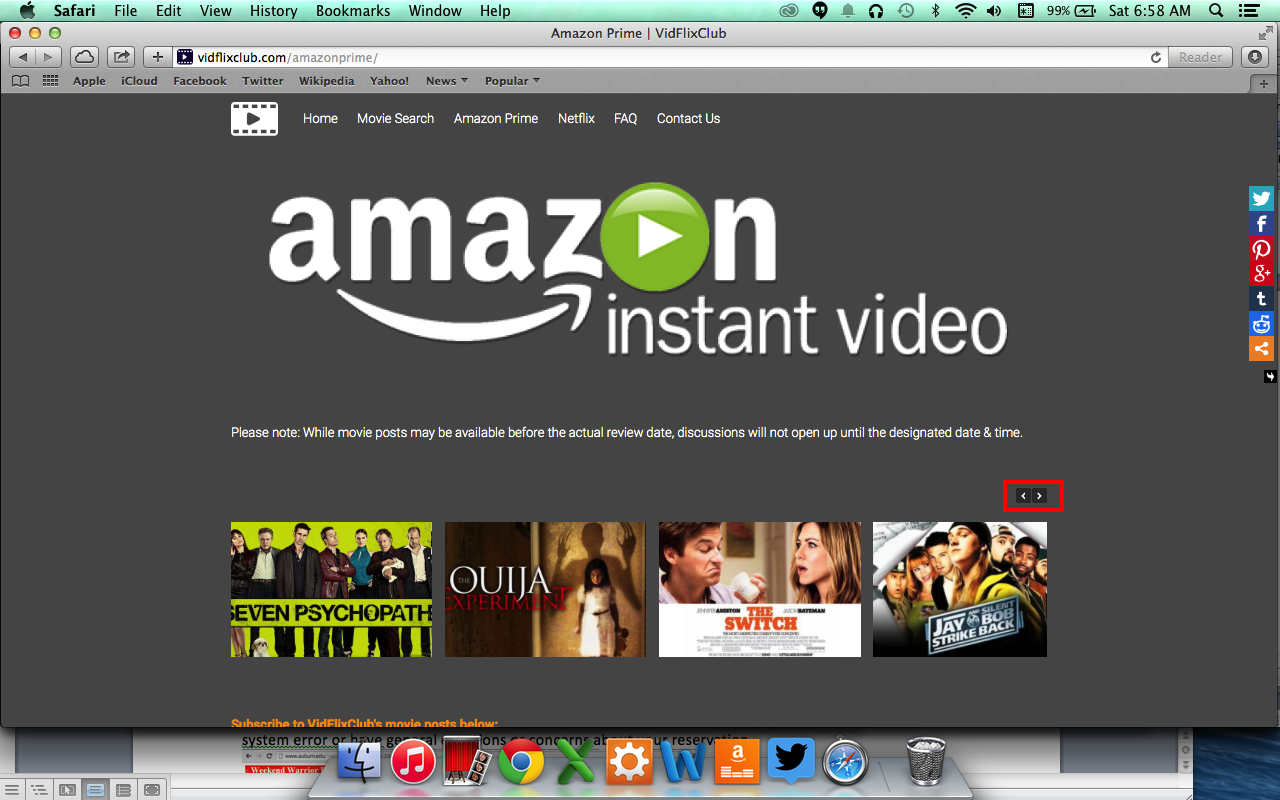 Safari File Edit View History Bookmarks Window Help 99% Sat 6:58 AM
Amazon Prime | VidFlixClub
vidflixclub.com/amazonprime/ Reader
Apple iCloud Facebook Twitter Wikipedia Yahoo! News Popular
Home Movie Search Amazon Prime Netflix FAQ Contact Us
amazon
instant video
Please note: While movie posts may be available before the actual review date, discussions will not open up until the designated date & time.
SEVEN PSYCHOPATH
THE
OUIJA
EXPERIMENT
JENNIFER ANISTON JASON BATEMAN
THE
SWITCH
JAY AND SILENT
BOB
STRIKE BACK
Subscribe to VidFlixClub's movie posts below:
system error or have general
or concerns about your reservation
www.auburn.edu
Weekend Warrior